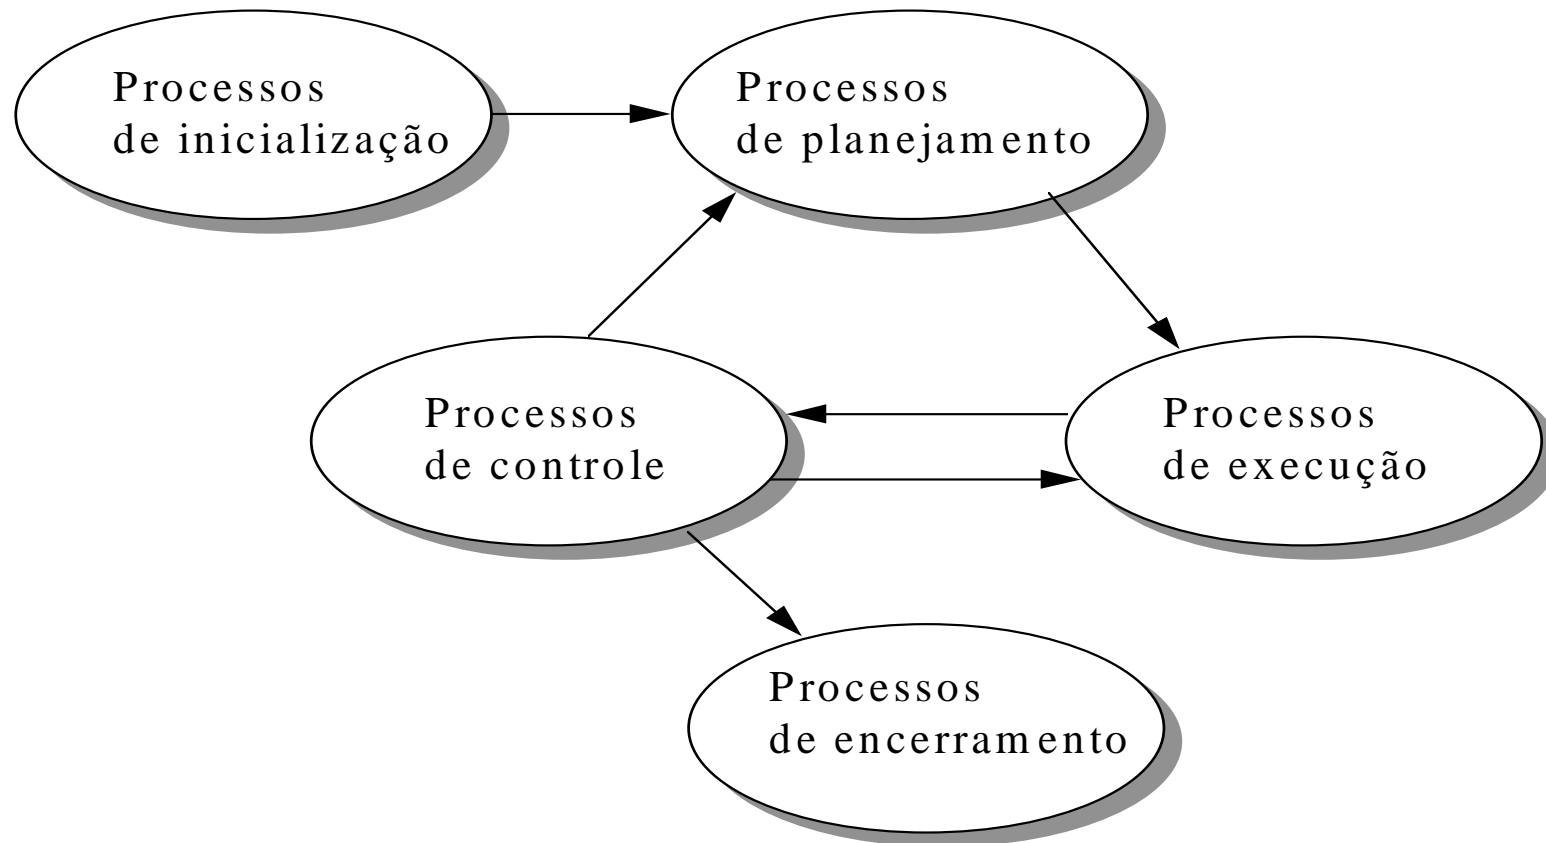 Processos
de inicialização
Processos
de planejamento
Processos
de controle
Processos
de execução
Processos
de encerramento